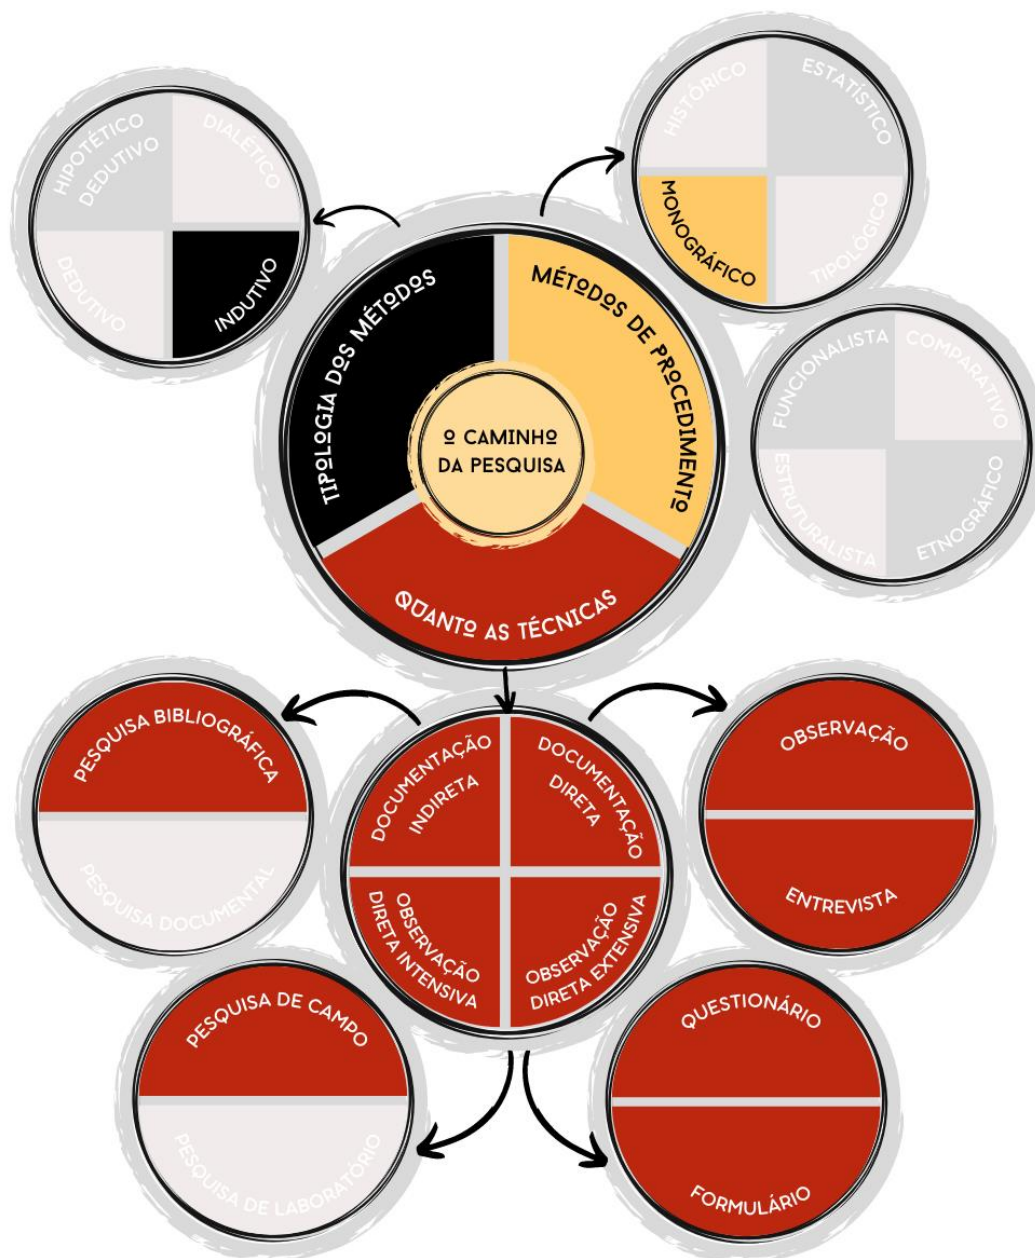 HIPOTÉTICO
DEDUTIVO
DIALÉTICO
DEDUTIVO
INDUTIVO
HISTÓRICO
ESTATÍSTICO
MONOGRÁFICO
TIPOLÓGICO
FUNCIONALISTA
COMPARATIVO
ESTRUTURALISTA
ETNOGRÁFICO
TIPOLOGIA DOS MÉTODOS
MÉTODOS DE PROCEDIMENTO
O CAMINHO
DA PESQUISA
QUANTO AS TÉCNICAS
PESQUISA BIBLIOGRÁFICA
PESQUISA DOCUMENTAL
DOCUMENTAÇÃO
INDIRETA
DOCUMENTAÇÃO
DIRETA
OBSERVAÇÃO
DIRETA INTENSIVA
OBSERVAÇÃO
DIRETA EXTENSIVA
OBSERVAÇÃO
ENTREVISTA
PESQUISA DE CAMPO
PESQUISA DE LABORATÓRIO
QUESTIONÁRIO
FORMULÁRIO